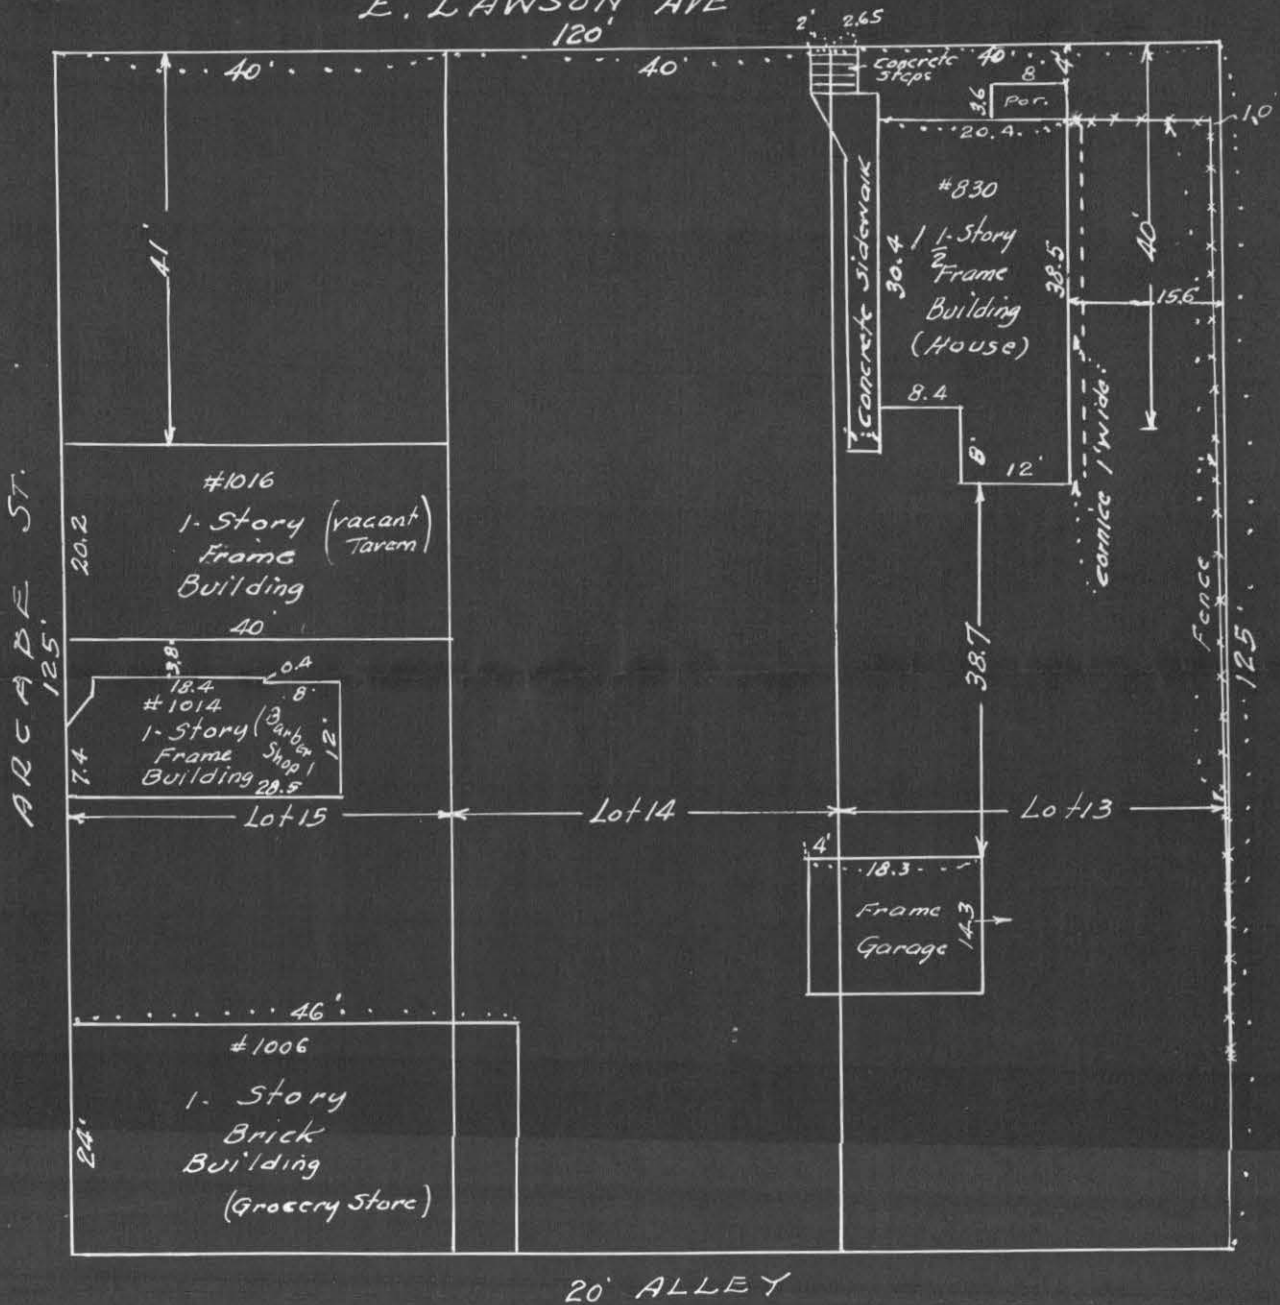 E. LAWSON AVE
120'
2' 2.65
40' 40' 40' 4'
concrete
steps
8
3.6 Por.
1.0
20.4
#830
1 1/2-Story
Frame
Building
(House)
30.4
38.5
Concrete Sidewalk
40'
15.6
41'
8.4
8'
12'
cornice 1' wide
#1016
1-Story (vacant
Frame Tavern)
Building
20.2
40'
ARCADE ST.
125'
3.8
0.4
18.4 8'
#1014
1-Story (Barber
Frame Shop)
Building
28.5
12'
7.4
38.7
Fence
125'
Lot 15 Lot 14 Lot 13
4'
18.3
Frame
Garage
14.3
46'
#1006
1-Story
Brick
Building
(Grocery Store)
24'
20' ALLEY